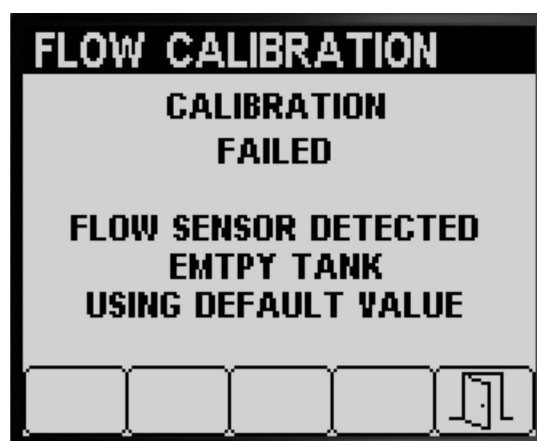 FLOW CALIBRATION
CALIBRATION
FAILED
FLOW SENSOR DETECTED
EMTPY TANK
USING DEFAULT VALUE